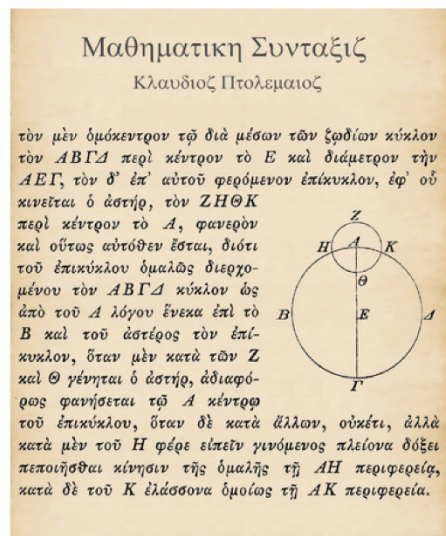 Μαθηματικη Συνταξιζ
Κλαυδιοζ Πτολεμαιοζ
τὸν μὲν ὁμόκεντρον τῷ διὰ μέσων τῶν ζῳδίων κύκλον
τὸν ΑΒΓΔ περὶ κέντρον τὸ Ε καὶ διάμετρον τὴν
ΑΕΓ, τὸν δ' ἐπ' αὐτοῦ φερόμενον ἐπίκυκλον, ἐφ' οὗ
κινεῖται ὁ ἀστήρ, τὸν ΖΗΘΚ
περὶ κέντρον τὸ Α, φανερὸν
καὶ οὕτως αὐτόθεν ἔσται, διότι
τοῦ ἐπικύκλου ὁμαλῶς διερχο-
μένου τὸν ΑΒΓΔ κύκλον ὡς
ἀπὸ τοῦ Α λόγου ἕνεκα ἐπὶ τὸ
Β καὶ τοῦ ἀστέρος τὸν ἐπί-
κυκλον, ὅταν μὲν κατὰ τῶν Ζ
καὶ Θ γένηται ὁ ἀστήρ, ἀδιαφό-
ρως φανήσεται τῷ Α κέντρῳ
τοῦ ἐπικύκλου, ὅταν δὲ κατὰ ἄλλων, οὐκέτι, ἀλλὰ
κατὰ μὲν τοῦ Η φέρε εἰπεῖν γινόμενος πλείονα δόξει
πεποιῆσθαι κίνησιν τῆς ὁμαλῆς τῇ ΑΗ περιφερείᾳ,
κατὰ δὲ τοῦ Κ ἐλάσσονα ὁμοίως τῇ ΑΚ περιφερείᾳ.
Ζ
Η Α Κ
Θ
Β Ε Δ
Γ